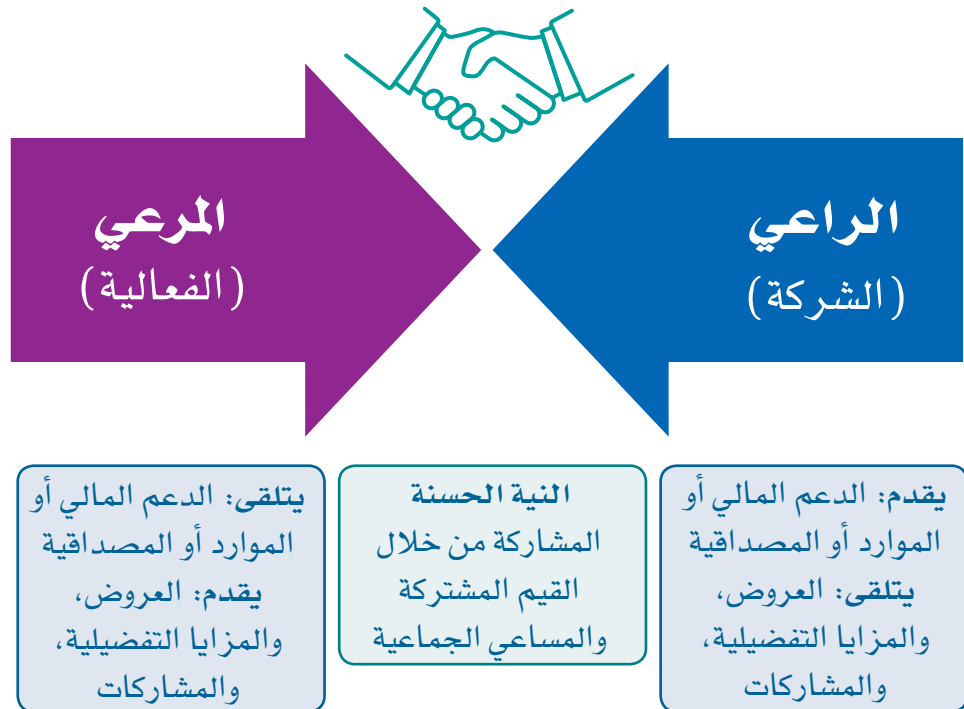 الراعي
(الشركة)
المرعي
(الفعالية)
يقدم: الدعم المالي أو
الموارد أو المصداقية
يتلقى: العروض،
والمزايا التفضيلية،
والمشاركات
النية الحسنة
المشاركة من خلال
القيم المشتركة
والمساعي الجماعية
يتلقى: الدعم المالي أو
الموارد أو المصداقية
يقدم: العروض،
والمزايا التفضيلية،
والمشاركات